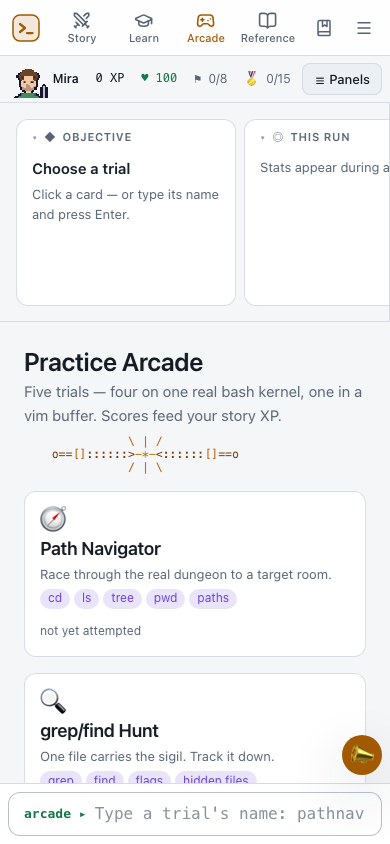 Story Learn Arcade Reference
Mira 0 XP ♥ 100 ⚑ 0/8 🏅 0/15 ≡ Panels
▾ ◆ OBJECTIVE
Choose a trial
Click a card — or type its name
and press Enter.
▾ ◎ THIS RUN
Stats appear during a
Practice Arcade
Five trials — four on one real bash kernel, one in a
vim buffer. Scores feed your story XP.
\ | /
o==[]::::::>─✳─<::::::[]==o
/ | \
Path Navigator
Race through the real dungeon to a target room.
cd ls tree pwd paths
not yet attempted
grep/find Hunt
One file carries the sigil. Track it down.
grep find flags hidden files
arcade ▸ Type a trial's name: pathnav